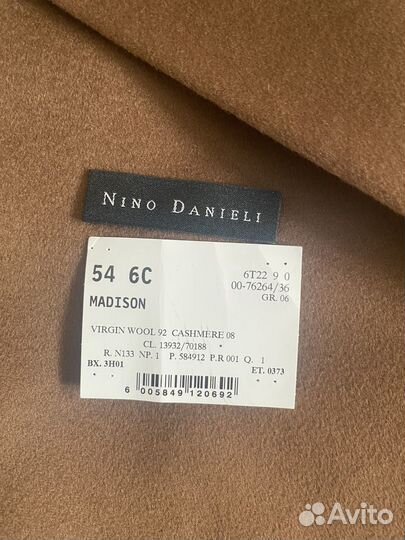 NINO DANIELI
54 6C
6T22 9 0
00-76264/36
GR. 06
MADISON
VIRGIN WOOL 92 CASHMERE 08
CL. 13932/70188
R. N133 NP. 1 P. 584912 P.R 001 Q. 1
BX. 3H01
ET. 0373
6 005849 120692
Avito